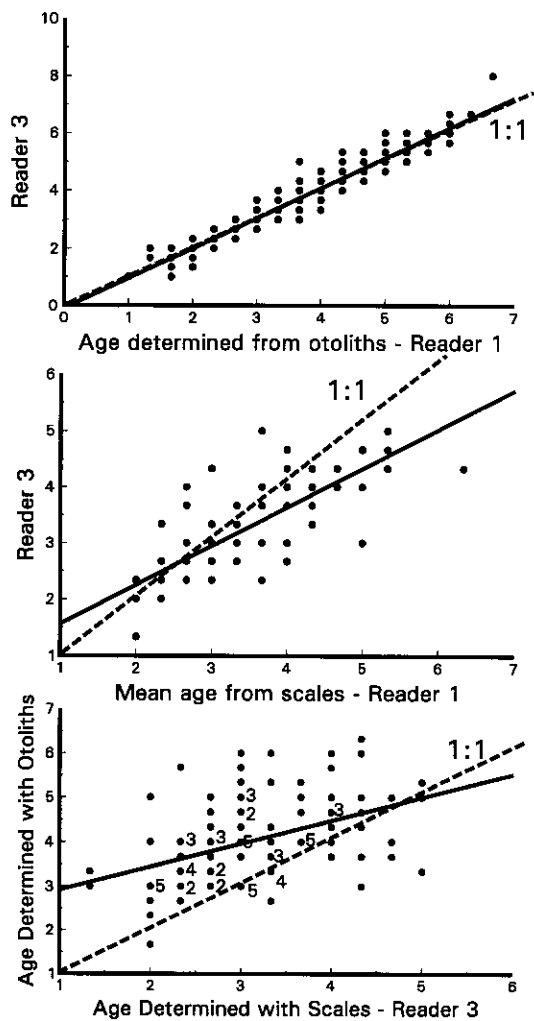 10
8
6
4
2
0
Reader 3
1:1
0 1 2 3 4 5 6 7
Age determined from otoliths - Reader 1
6
5
4
3
2
1
Reader 3
1:1
1 2 3 4 5 6 7
Mean age from scales - Reader 1
7
6
5
4
3
2
1
Age Determined with Otoliths
1:1
3
2
3
3 3 5 5
4 2 3
5 2 2 5 4
1 2 3 4 5 6
Age Determined with Scales - Reader 3